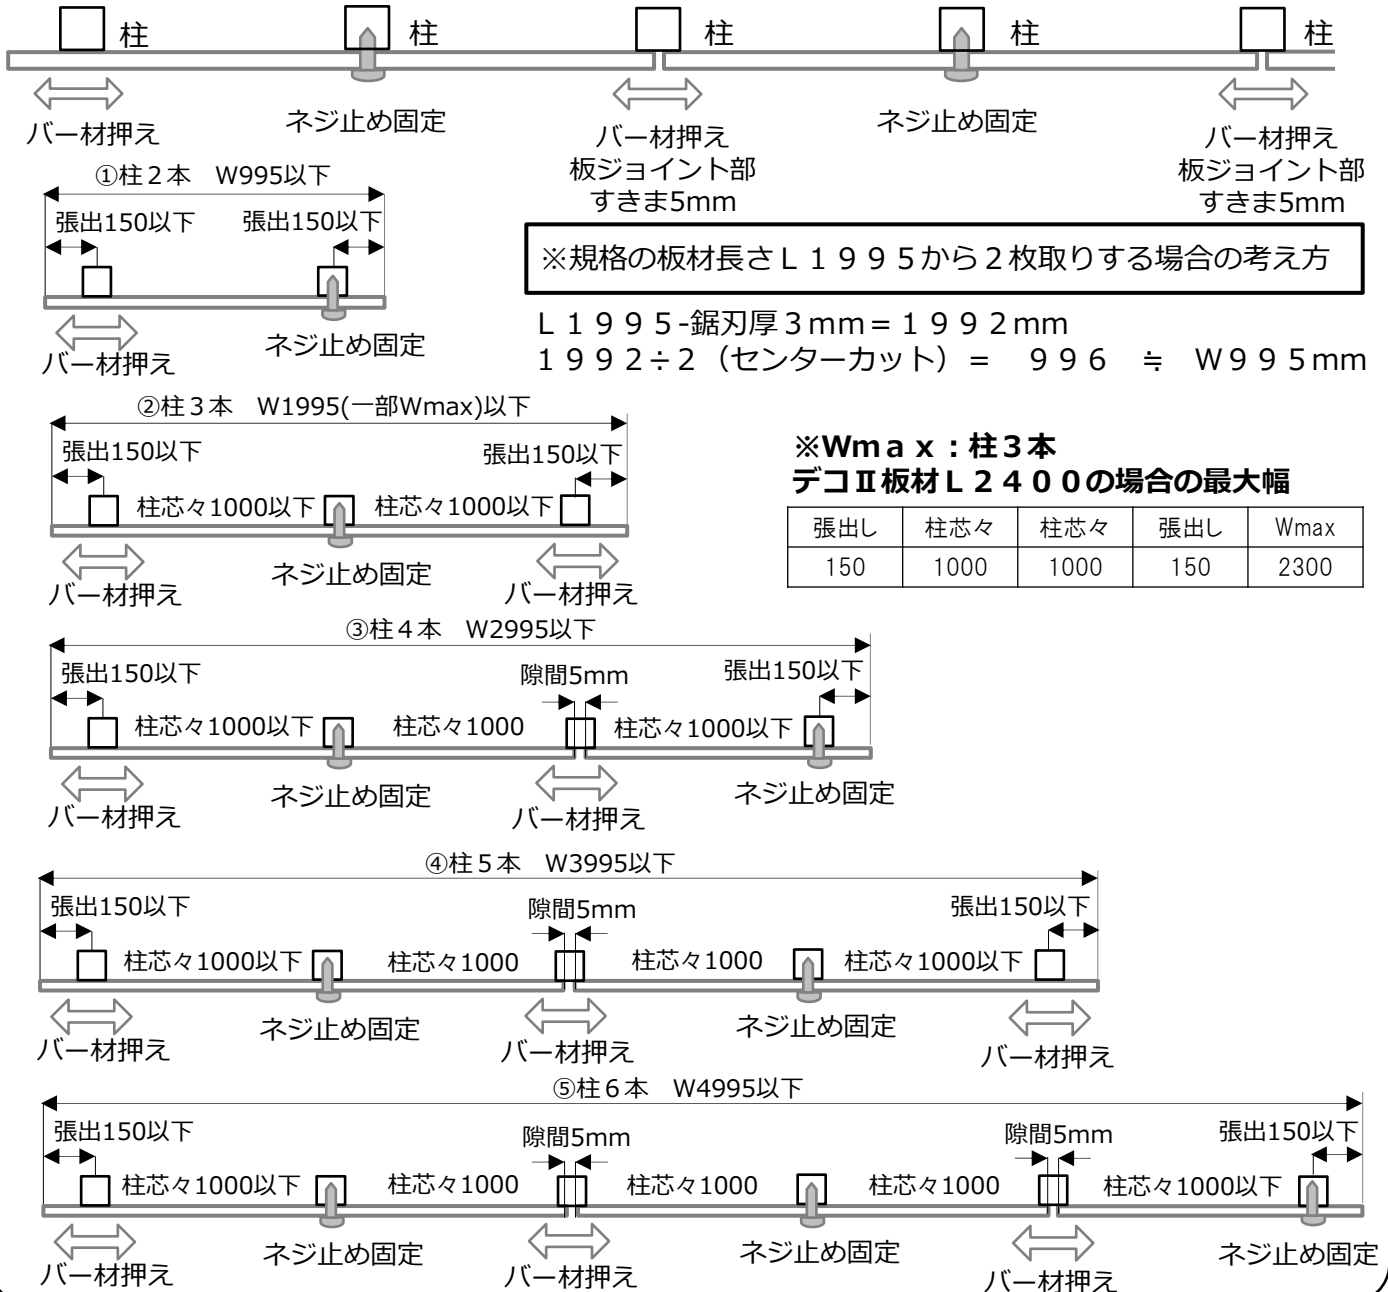 柱 柱 柱 柱 柱
ネジ止め固定 ネジ止め固定
バー材押え バー材押え バー材押え
板ジョイント部 板ジョイント部
すきま5mm すきま5mm
①柱２本　W995以下
張出150以下 張出150以下
ネジ止め固定
バー材押え
※規格の板材長さＬ１９９５から２枚取りする場合の考え方
Ｌ１９９５-鋸刃厚３mm＝１９９２mm
１９９２÷２（センターカット）＝　９９６　≒　Ｗ９９５mm
②柱３本　W1995(一部Wmax)以下
張出150以下 張出150以下
柱芯々1000以下 柱芯々1000以下
ネジ止め固定
バー材押え バー材押え
※Wｍａｘ：柱３本
デコⅡ板材Ｌ２４００の場合の最大幅
張出し 柱芯々 柱芯々 張出し Wmax
150 1000 1000 150 2300
③柱４本　W2995以下
張出150以下 隙間5mm 張出150以下
柱芯々1000以下 柱芯々1000 柱芯々1000以下
ネジ止め固定 ネジ止め固定
バー材押え バー材押え
④柱５本　W3995以下
張出150以下 隙間5mm 張出150以下
柱芯々1000以下 柱芯々1000 柱芯々1000 柱芯々1000以下
ネジ止め固定 ネジ止め固定
バー材押え バー材押え バー材押え
⑤柱６本　W4995以下
張出150以下 隙間5mm 隙間5mm 張出150以下
柱芯々1000以下 柱芯々1000 柱芯々1000 柱芯々1000 柱芯々1000以下
ネジ止め固定 ネジ止め固定 ネジ止め固定
バー材押え バー材押え バー材押え